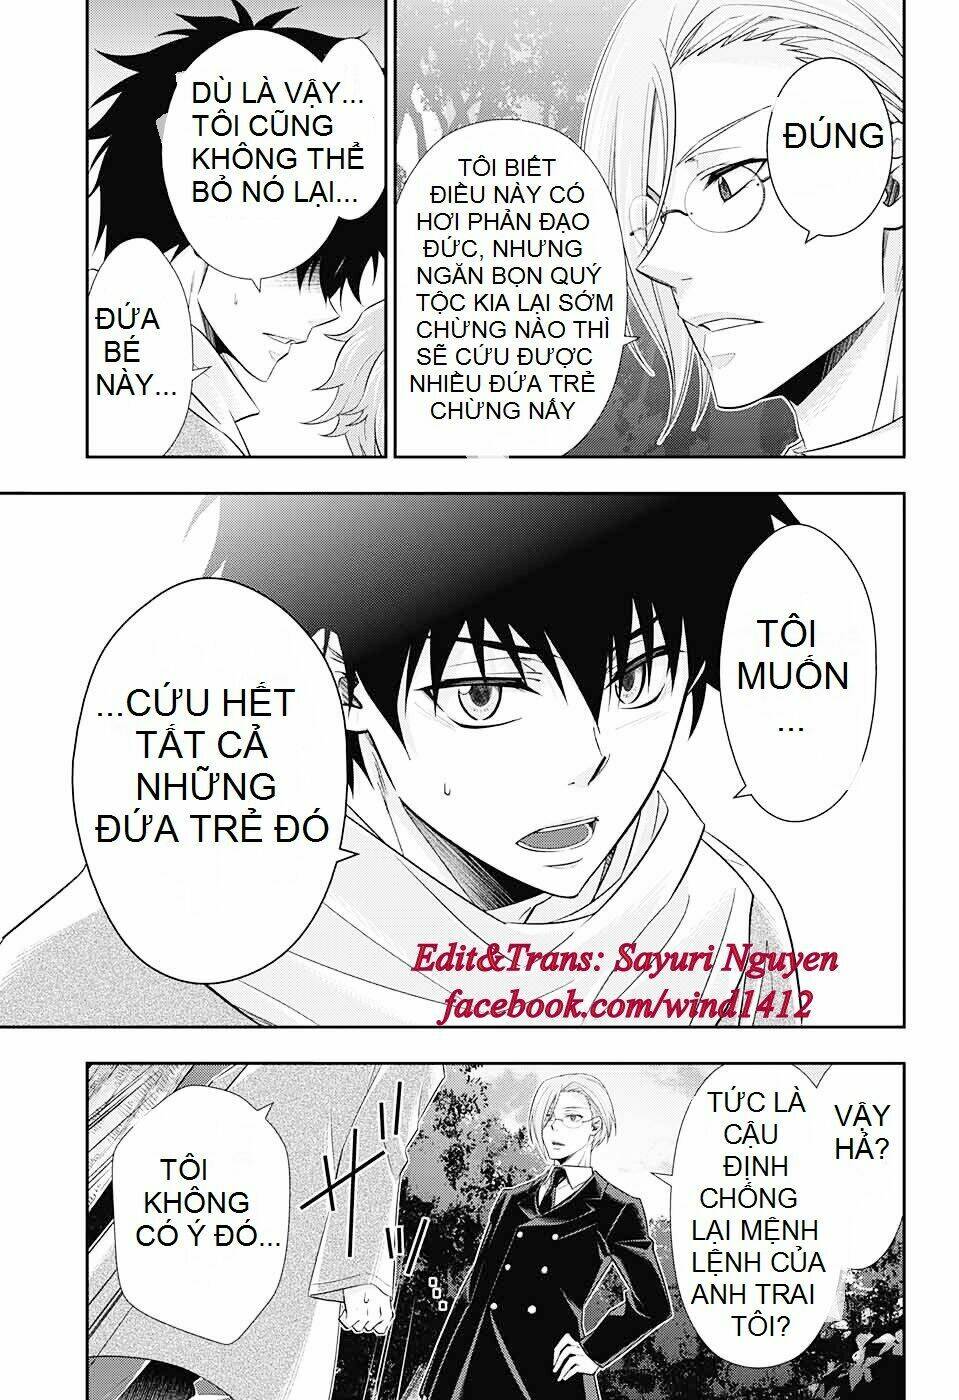 ĐÚNG
TÔI BIẾT
ĐIỀU NÀY CÓ
HƠI PHẢN ĐẠO
ĐỨC, NHƯNG
NGĂN BỌN QUÝ
TỘC KIA LẠI SỚM
CHỪNG NÀO THÌ
SẼ CỨU ĐƯỢC
NHIỀU ĐỨA TRẺ
CHỪNG NẤY
DÙ LÀ VẬY...
TÔI CŨNG
KHÔNG THỂ
BỎ NÓ LẠI...
ĐỨA
BÉ
NÀY...
TÔI
MUỐN
...
...CỨU HẾT
TẤT CẢ
NHỮNG
ĐỨA TRẺ ĐÓ
Edit&Trans: Sayuri Nguyen
facebook.com/wind1412
VẬY
HẢ?
TỨC LÀ
CẬU
ĐỊNH
CHỐNG
LẠI MỆNH
LỆNH CỦA
ANH TRAI
TÔI?
TÔI
KHÔNG
CÓ Ý ĐÓ...